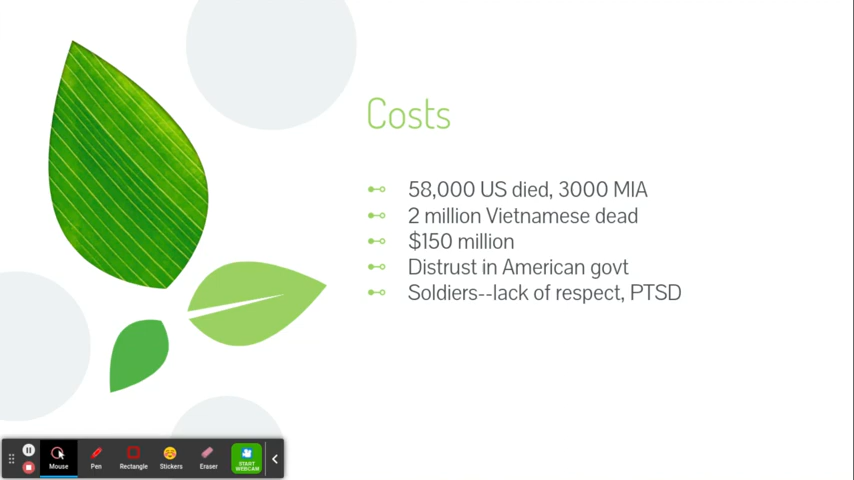 Costs
58,000 US died, 3000 MIA
2 million Vietnamese dead
$150 million
Distrust in American govt
Soldiers--lack of respect, PTSD
Mouse
Pen
Rectangle
Stickers
Eraser
START
WEBCAM